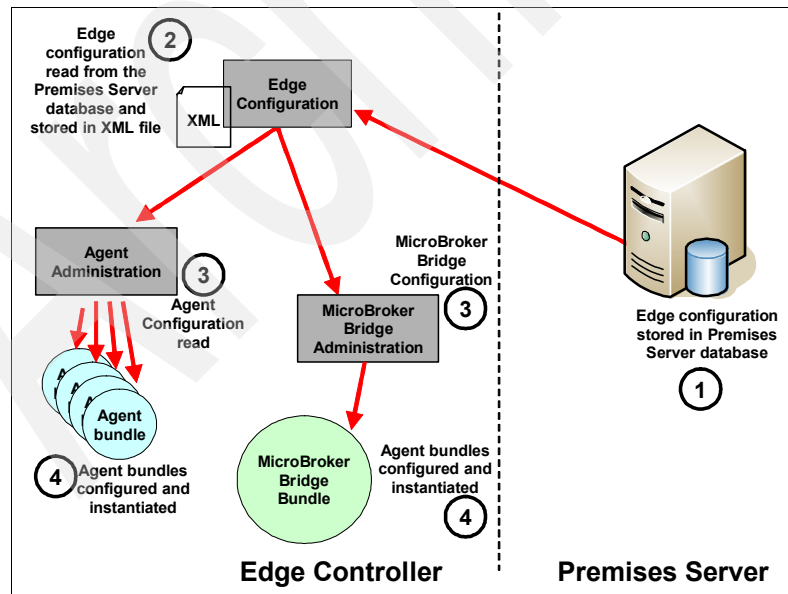 Edge
configuration
read from the
Premises Server
database and
stored in XML file
2
XML
Edge
Configuration
Agent
Administration
3
Agent
Configuration
read
MicroBroker
Bridge
Configuration
3
MicroBroker
Bridge
Administration
Edge configuration
stored in Premises
Server database
1
Agent
bundle
4
Agent bundles
configured and
instantiated
MicroBroker
Bridge
Bundle
Agent bundles
configured and
instantiated
4
Edge Controller
Premises Server